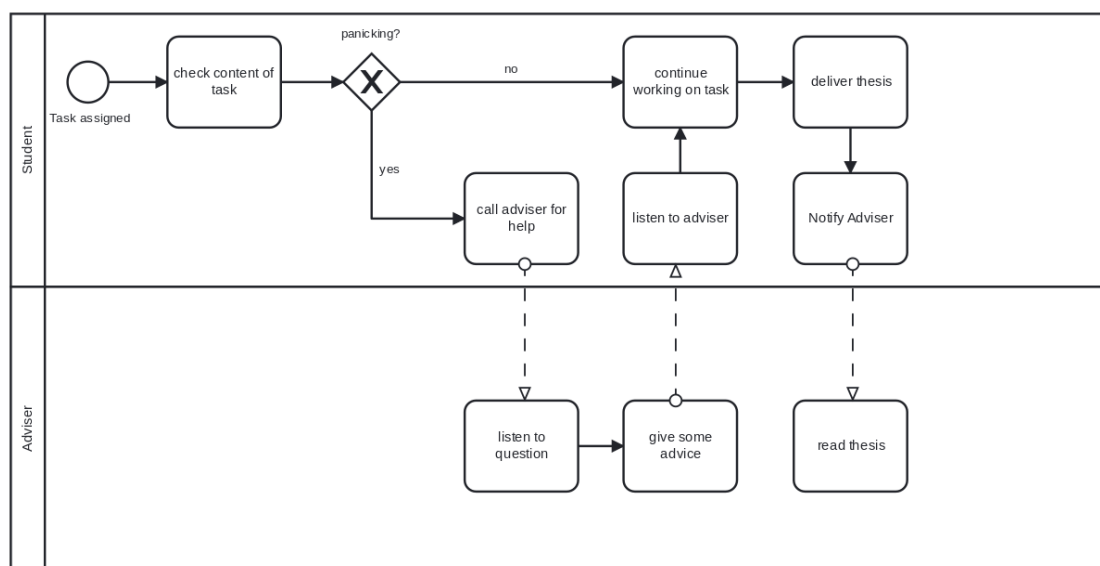 panicking?
Student
Task assigned
check content of
task
no
continue
working on task
deliver thesis
yes
call adviser for
help
listen to adviser
Notify Adviser
Adviser
listen to
question
give some
advice
read thesis